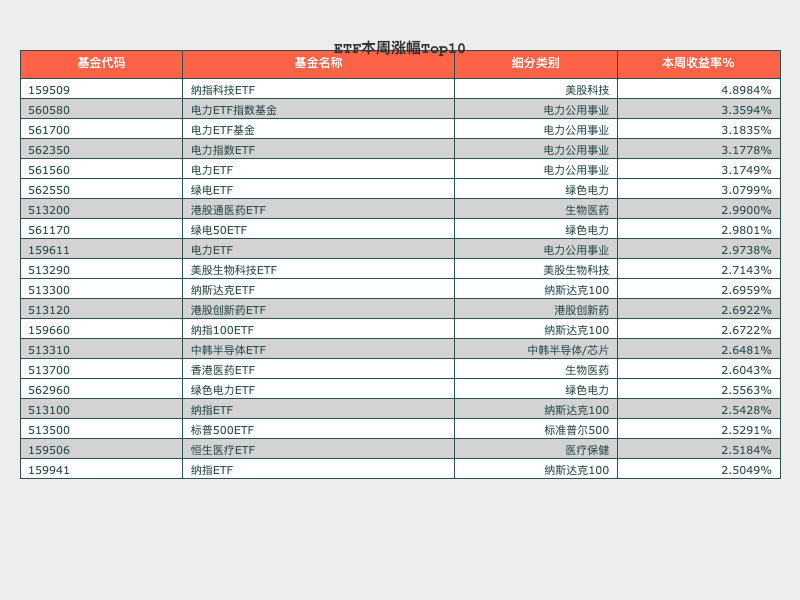 ETF本周涨幅Top10
基金代码 基金名称 细分类别 本周收益率%
159509 纳指科技ETF 美股科技 4.8984%
560580 电力ETF指数基金 电力公用事业 3.3594%
561700 电力ETF基金 电力公用事业 3.1835%
562350 电力指数ETF 电力公用事业 3.1778%
561560 电力ETF 电力公用事业 3.1749%
562550 绿电ETF 绿色电力 3.0799%
513200 港股通医药ETF 生物医药 2.9900%
561170 绿电50ETF 绿色电力 2.9801%
159611 电力ETF 电力公用事业 2.9738%
513290 美股生物科技ETF 美股生物科技 2.7143%
513300 纳斯达克ETF 纳斯达克100 2.6959%
513120 港股创新药ETF 港股创新药 2.6922%
159660 纳指100ETF 纳斯达克100 2.6722%
513310 中韩半导体ETF 中韩半导体/芯片 2.6481%
513700 香港医药ETF 生物医药 2.6043%
562960 绿色电力ETF 绿色电力 2.5563%
513100 纳指ETF 纳斯达克100 2.5428%
513500 标普500ETF 标准普尔500 2.5291%
159506 恒生医疗ETF 医疗保健 2.5184%
159941 纳指ETF 纳斯达克100 2.5049%